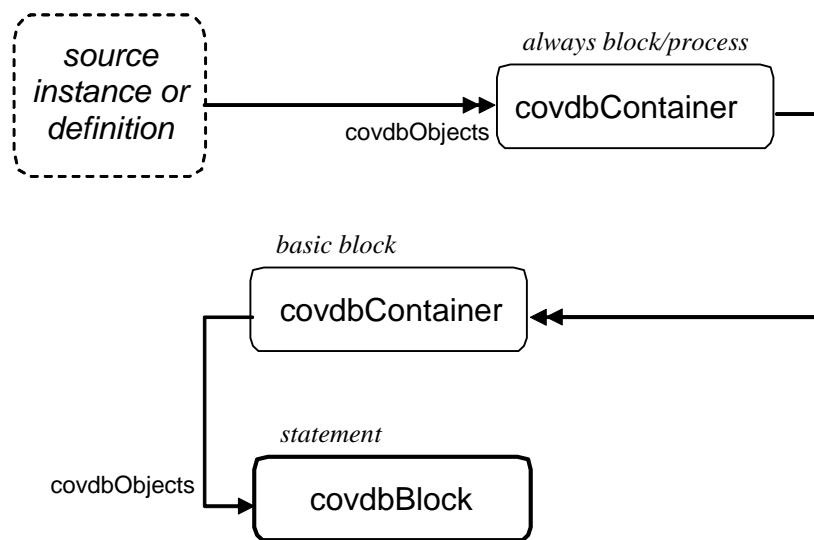 source
instance or
definition
always block/process
covdbContainer
covdbObjects
basic block
covdbContainer
statement
covdbObjects
covdbBlock